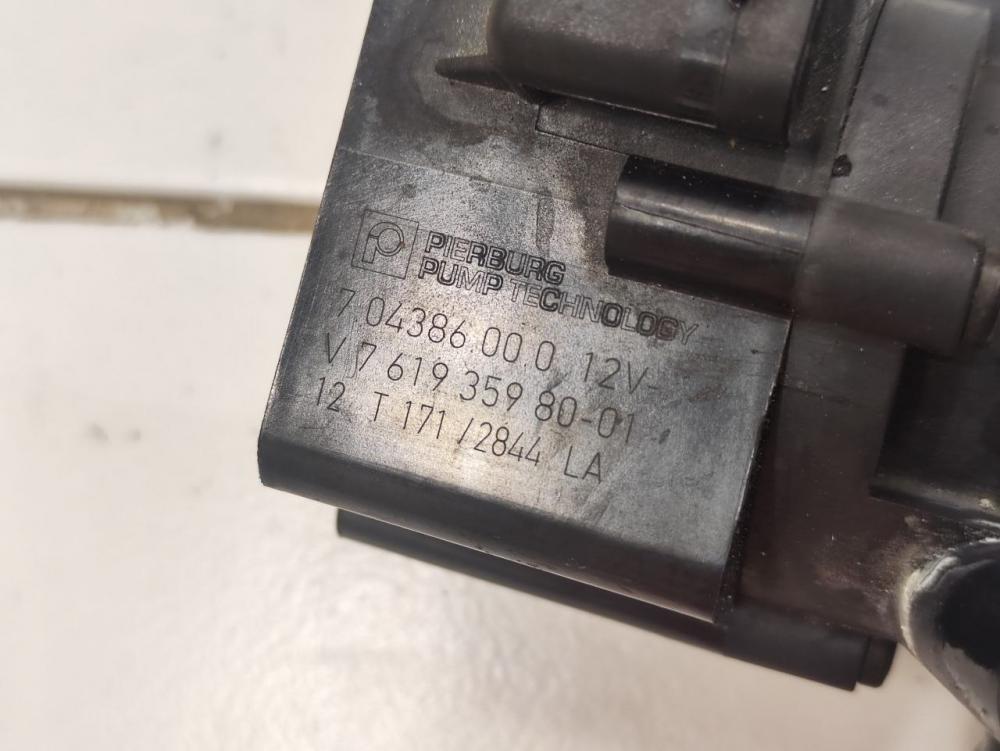 PIERBURG
PUMP TECHNOLOGY
7.04386.00 0 12V-
V 7 619 359 80-01
12 T 171 /2844 LA